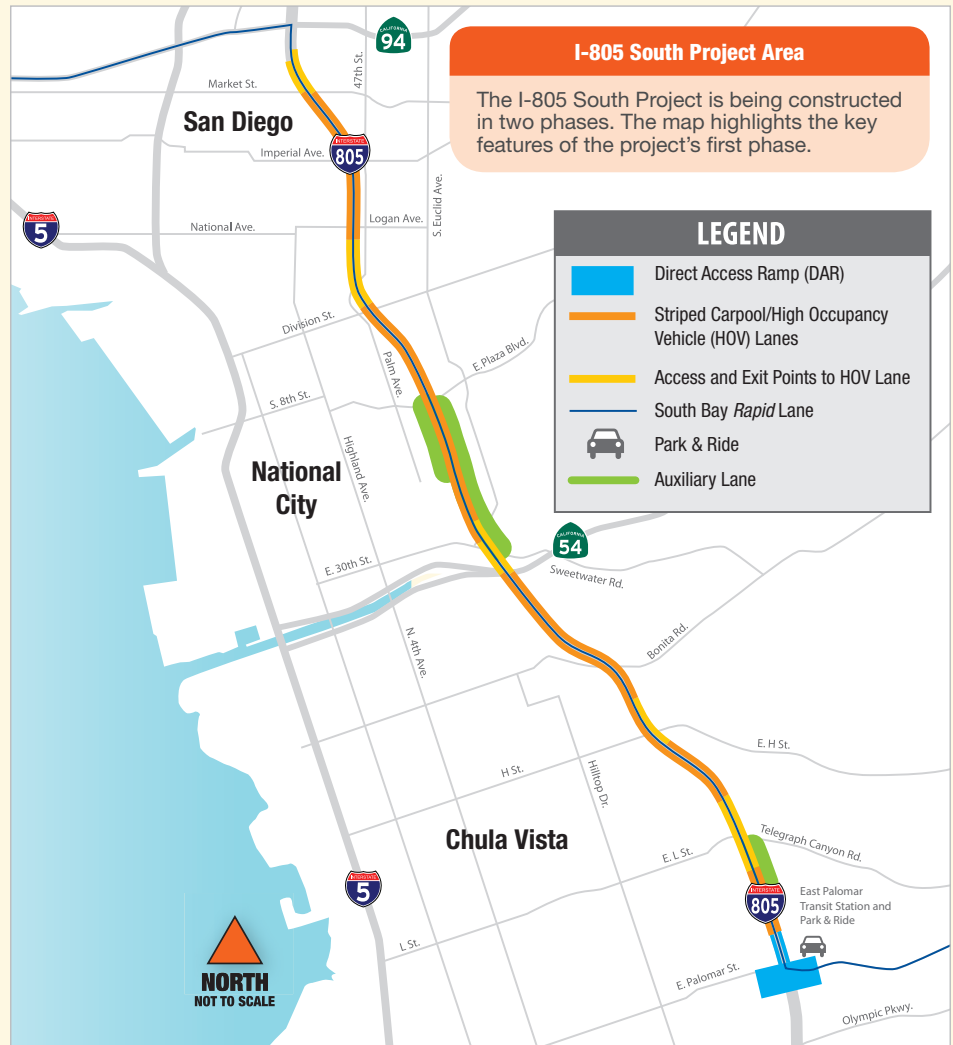 CALIFORNIA
94
I-805 South Project Area
The I-805 South Project is being constructed
in two phases. The map highlights the key
features of the project's first phase.
47th St.
Market St.
San Diego
Imperial Ave.
INTERSTATE
805
S. Euclid Ave.
INTERSTATE
5
National Ave.
Logan Ave.
LEGEND
Direct Access Ramp (DAR)
Striped Carpool/High Occupancy
Vehicle (HOV) Lanes
Access and Exit Points to HOV Lane
South Bay Rapid Lane
Park & Ride
Auxiliary Lane
Division St.
Palm Ave.
E. Plaza Blvd.
S. 8th St.
Highland Ave.
National
City
CALIFORNIA
54
E. 30th St.
Sweetwater Rd.
N. 4th Ave.
Bonita Rd.
E. H St.
H St.
Hilltop Dr.
Chula Vista
Telegraph Canyon Rd.
E. L St.
INTERSTATE
5
INTERSTATE
805
East Palomar
Transit Station and
Park & Ride
L St.
NORTH
NOT TO SCALE
E. Palomar St.
Olympic Pkwy.